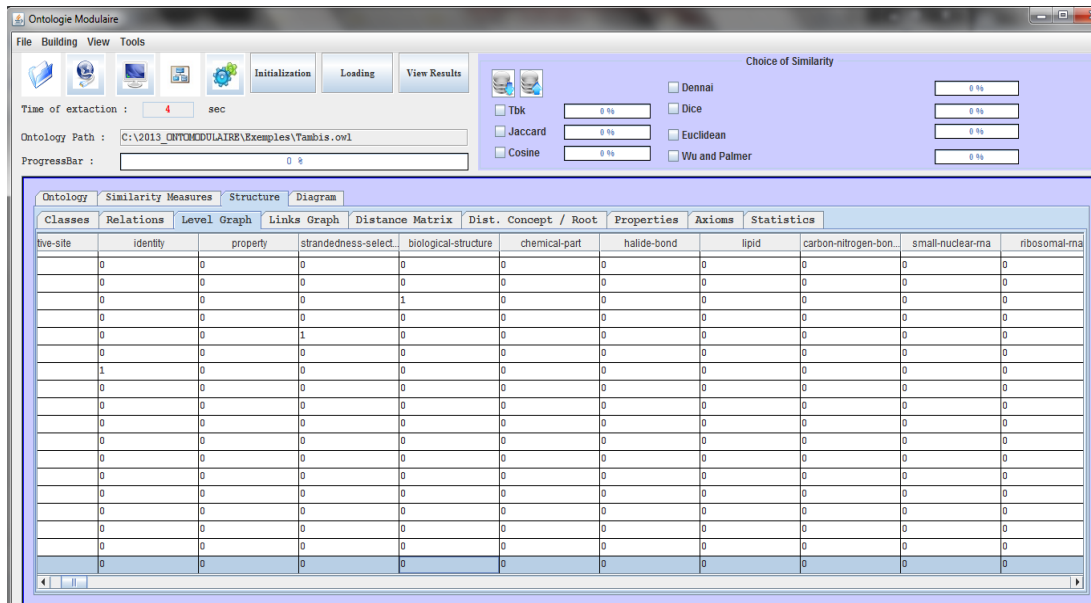 Ontologie Modulaire
File Building View Tools
Initialization Loading View Results
Choice of Similarity
Time of extaction : 4 sec
Ontology Path : C:\2013_ONTOMODULAIRE\Exemples\Tambis.owl
ProgressBar : 0 %
Tbk 0 % Dennai 0 %
Jaccard 0 % Dice 0 %
Cosine 0 % Euclidean 0 %
Wu and Palmer 0 %
Ontology Similarity Measures Structure Diagram
Classes Relations Level Graph Links Graph Distance Matrix Dist. Concept / Root Properties Axioms Statistics
tive-site identity property strandedness-select... biological-structure chemical-part halide-bond lipid carbon-nitrogen-bon... small-nuclear-rna ribosomal-rna
0 0 0 0 0 0 0 0 0 0
0 0 0 0 0 0 0 0 0 0
0 0 0 1 0 0 0 0 0 0
0 0 0 0 0 0 0 0 0 0
0 0 1 0 0 0 0 0 0 0
0 0 0 0 0 0 0 0 0 0
1 0 0 0 0 0 0 0 0 0
0 0 0 0 0 0 0 0 0 0
0 0 0 0 0 0 0 0 0 0
0 0 0 0 0 0 0 0 0 0
0 0 0 0 0 0 0 0 0 0
0 0 0 0 0 0 0 0 0 0
0 0 0 0 0 0 0 0 0 0
0 0 0 0 0 0 0 0 0 0
0 0 0 0 0 0 0 0 0 0
0 0 0 0 0 0 0 0 0 0
0 0 0 0 0 0 0 0 0 0
0 0 0 0 0 0 0 0 0 0